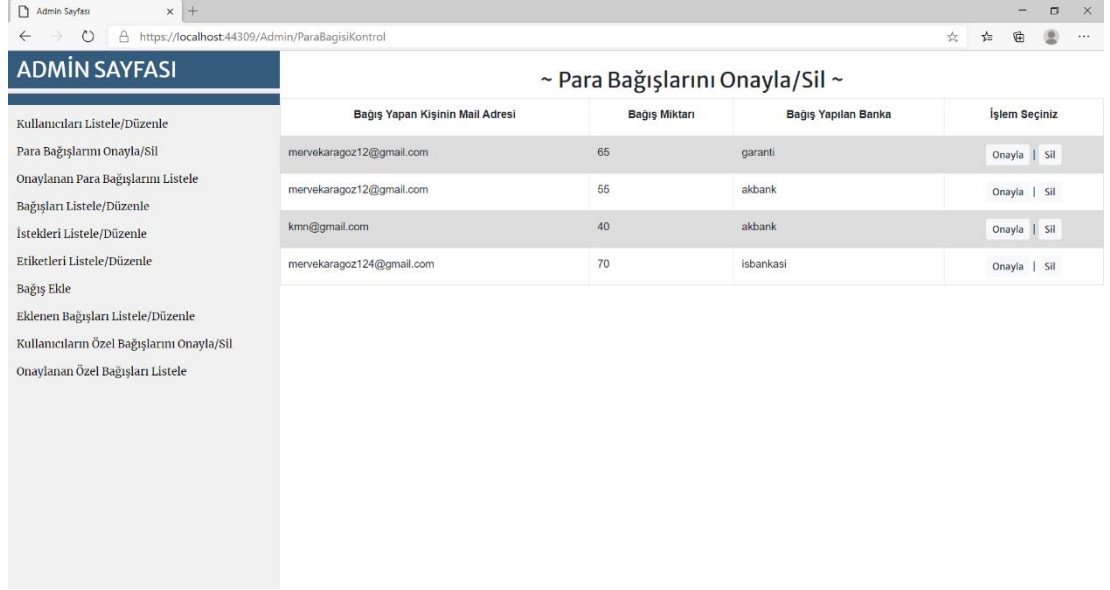 Admin Sayfası
https://localhost:44309/Admin/ParaBagisiKontrol
ADMİN SAYFASI
Kullanıcıları Listele/Düzenle
Para Bağışlarını Onayla/Sil
Onaylanan Para Bağışlarını Listele
Bağışları Listele/Düzenle
İstekleri Listele/Düzenle
Etiketleri Listele/Düzenle
Bağış Ekle
Eklenen Bağışları Listele/Düzenle
Kullanıcıların Özel Bağışlarını Onayla/Sil
Onaylanan Özel Bağışları Listele
~ Para Bağışlarını Onayla/Sil ~
Bağış Yapan Kişinin Mail Adresi Bağış Miktarı Bağış Yapılan Banka İşlem Seçiniz
mervekaragoz12@gmail.com 65 garanti Onayla | Sil
mervekaragoz12@gmail.com 55 akbank Onayla | Sil
kmn@gmail.com 40 akbank Onayla | Sil
mervekaragoz124@gmail.com 70 isbankasi Onayla | Sil